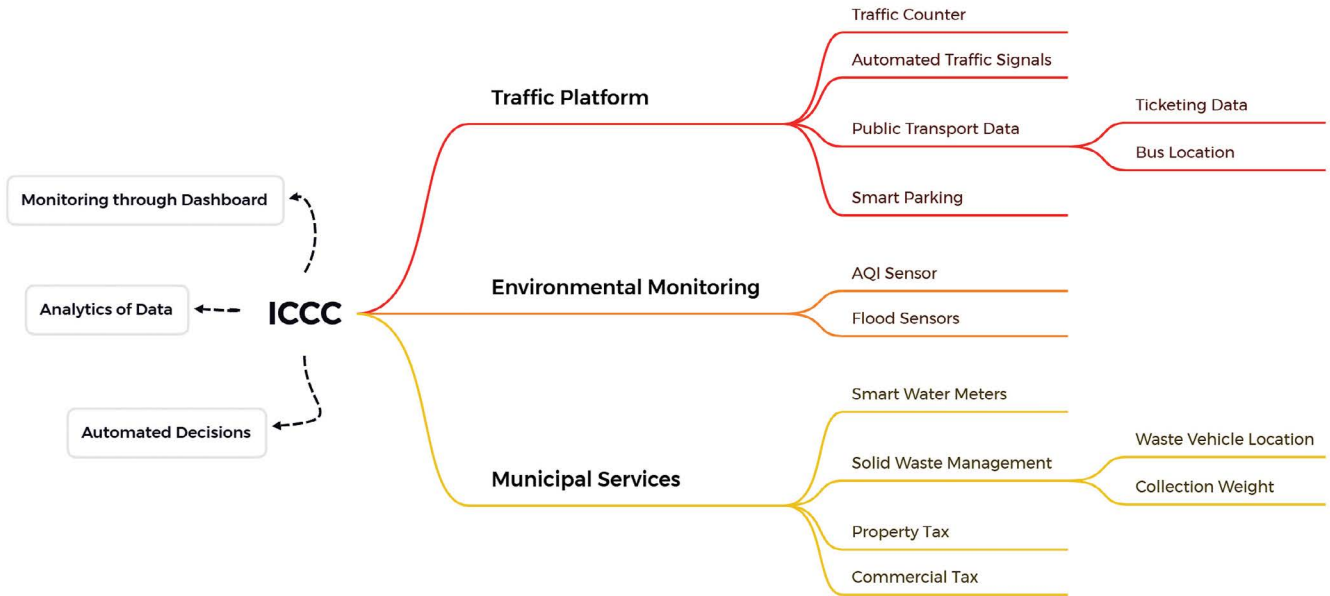 Monitoring through Dashboard
Analytics of Data
Automated Decisions
ICCC
Traffic Platform
Traffic Counter
Automated Traffic Signals
Public Transport Data
Ticketing Data
Bus Location
Smart Parking
Environmental Monitoring
AQI Sensor
Flood Sensors
Municipal Services
Smart Water Meters
Solid Waste Management
Waste Vehicle Location
Collection Weight
Property Tax
Commercial Tax